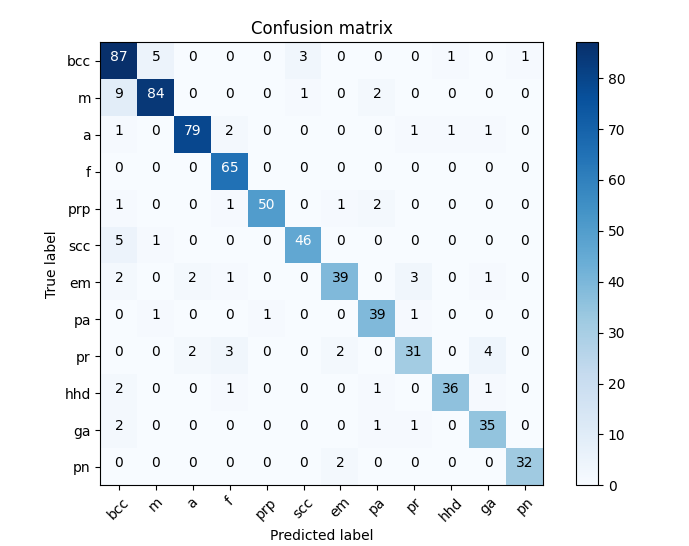 Confusion matrix
bcc 87 5 0 0 0 3 0 0 0 1 0 1
m 9 84 0 0 0 1 0 2 0 0 0 0
a 1 0 79 2 0 0 0 0 1 1 1 0
f 0 0 0 65 0 0 0 0 0 0 0 0
prp 1 0 0 1 50 0 1 2 0 0 0 0
scc 5 1 0 0 0 46 0 0 0 0 0 0
em 2 0 2 1 0 0 39 0 3 0 1 0
pa 0 1 0 0 1 0 0 39 1 0 0 0
pr 0 0 2 3 0 0 2 0 31 0 4 0
hhd 2 0 0 1 0 0 0 1 0 36 1 0
ga 2 0 0 0 0 0 0 1 1 0 35 0
pn 0 0 0 0 0 0 2 0 0 0 0 32
bcc m a f prp scc em pa pr hhd ga pn
True label
Predicted label
80
70
60
50
40
30
20
10
0